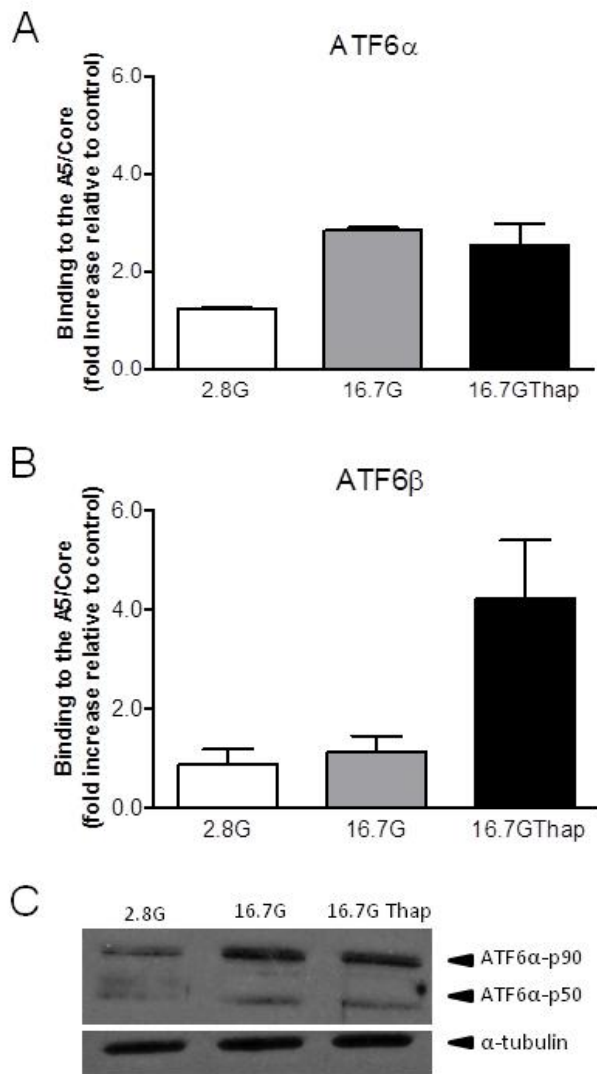 A
ATF6α
Binding to the A5/Core
(fold increase relative to control)
6.0
4.0
2.0
0.0
2.8G
16.7G
16.7GThap
B
ATF6β
Binding to the A5/Core
(fold increase relative to control)
6.0
4.0
2.0
0.0
2.8G
16.7G
16.7GThap
C
2.8G
16.7G
16.7G Thap
ATF6α-p90
ATF6α-p50
α-tubulin